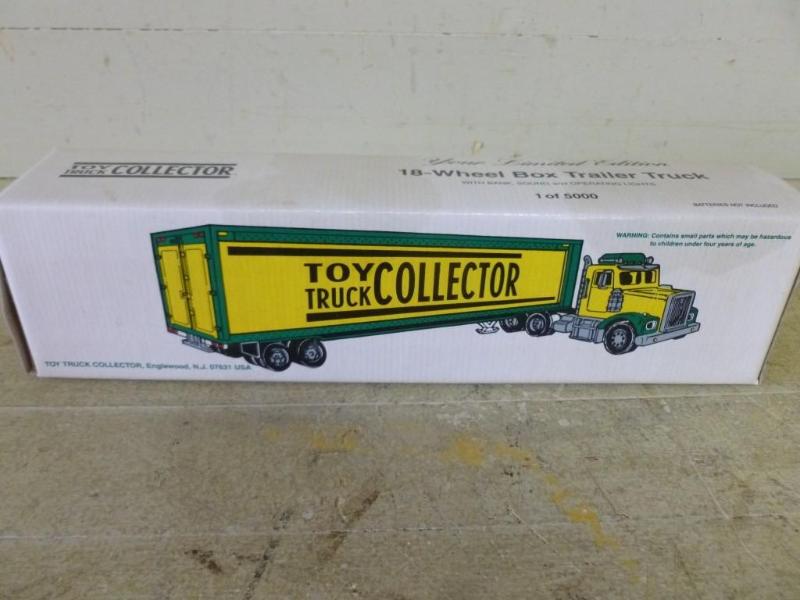 TOY
TRUCK COLLECTOR
Your Limited Edition
18-Wheel Box Trailer Truck
WITH BANK, SOUND and OPERATING LIGHTS
1 of 5000
BATTERIES NOT INCLUDED
WARNING: Contains small parts which may be hazardous
to children under four years of age.
TOY
TRUCK COLLECTOR
TOY TRUCK COLLECTOR, Englewood, N.J. 07631 USA